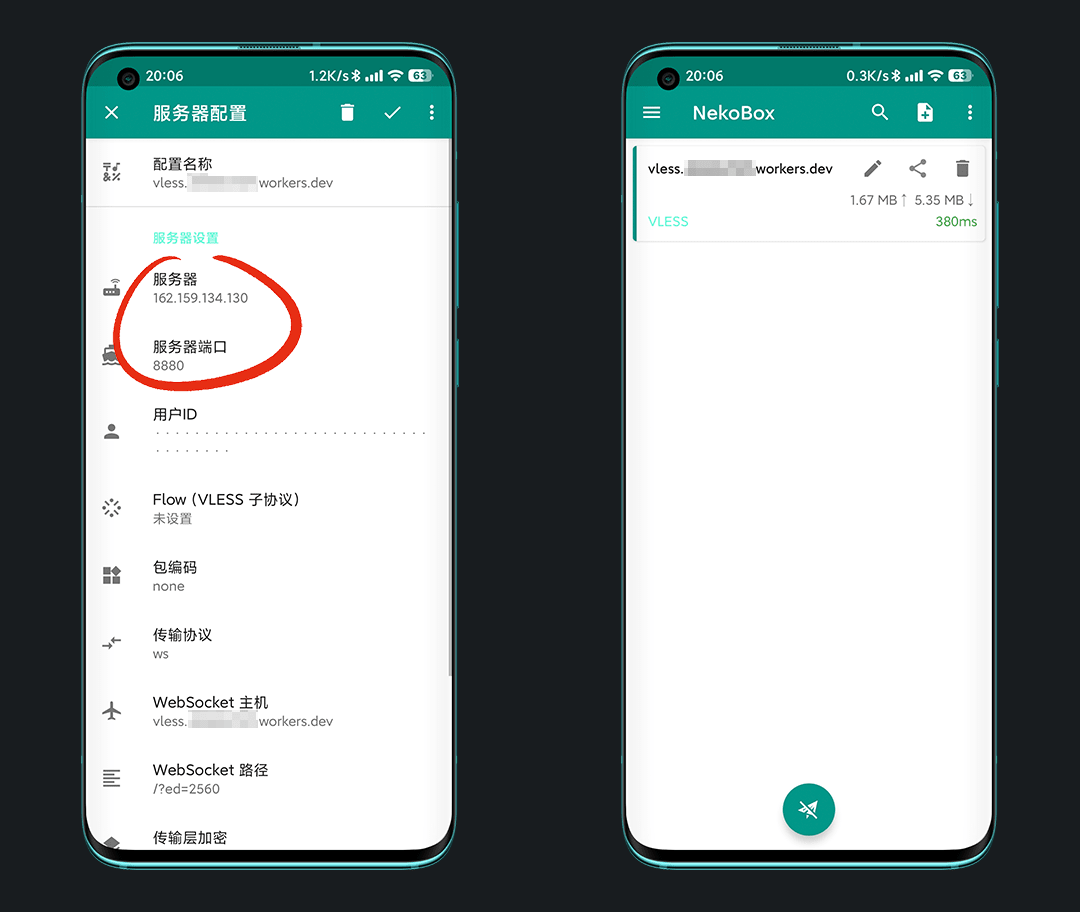 20:06
1.2K/s
63
服务器配置
配置名称
vless. workers.dev
服务器设置
服务器
162.159.134.130
服务器端口
8880
用户ID
Flow (VLESS 子协议)
未设置
包编码
none
传输协议
ws
WebSocket 主机
vless. workers.dev
WebSocket 路径
/?ed=2560
传输层加密
20:06
0.3K/s
63
NekoBox
vless. workers.dev
1.67 MB↑ 5.35 MB↓
VLESS
380ms